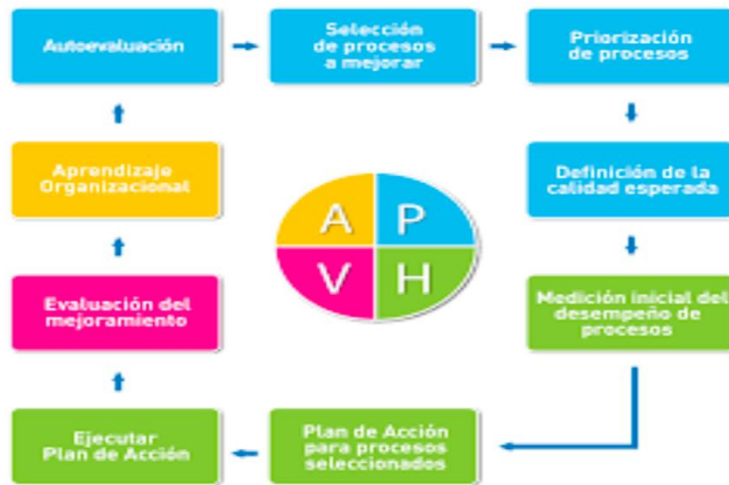 Autoevaluación
Selección
de procesos
a mejorar
Priorización
de procesos
Definición de la
calidad esperada
Medición inicial del
desempeño de
procesos
Plan de Acción
para procesos
seleccionados
Ejecutar
Plan de Acción
Evaluación del
mejoramiento
Aprendizaje
Organizacional
A P
V H